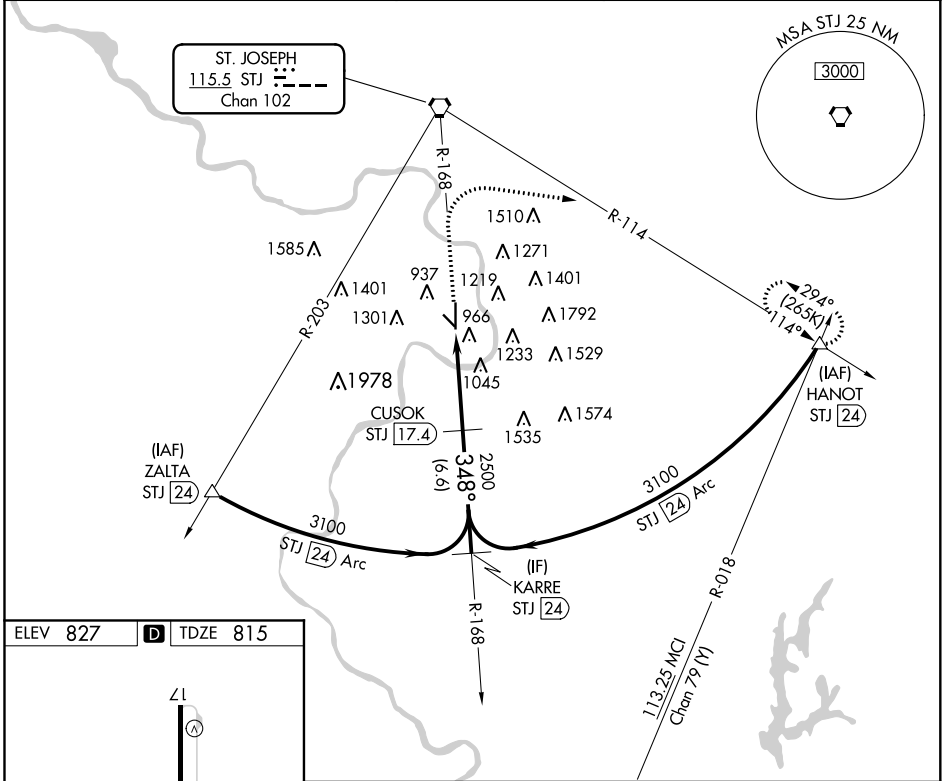 MSA STJ 25 NM
3000
ST. JOSEPH
115.5 STJ
Chan 102
R-168
R-114
R-203
1510
1585
1271
937
1219
1401
1401
1301
966
1792
1233
1529
1045
1978
294°
(265K)
114°
(IAF)
HANOT
STJ 24
CUSOK
STJ 17.4
1535
1574
(IAF)
ZALTA
STJ 24
2500
348°
(6.6)
3100
STJ 24 Arc
3100
STJ 24 Arc
(IF)
KARRE
STJ 24
R-168
R-018
113.25 MCI
Chan 79 (Y)
ELEV 827 D TDZE 815
17